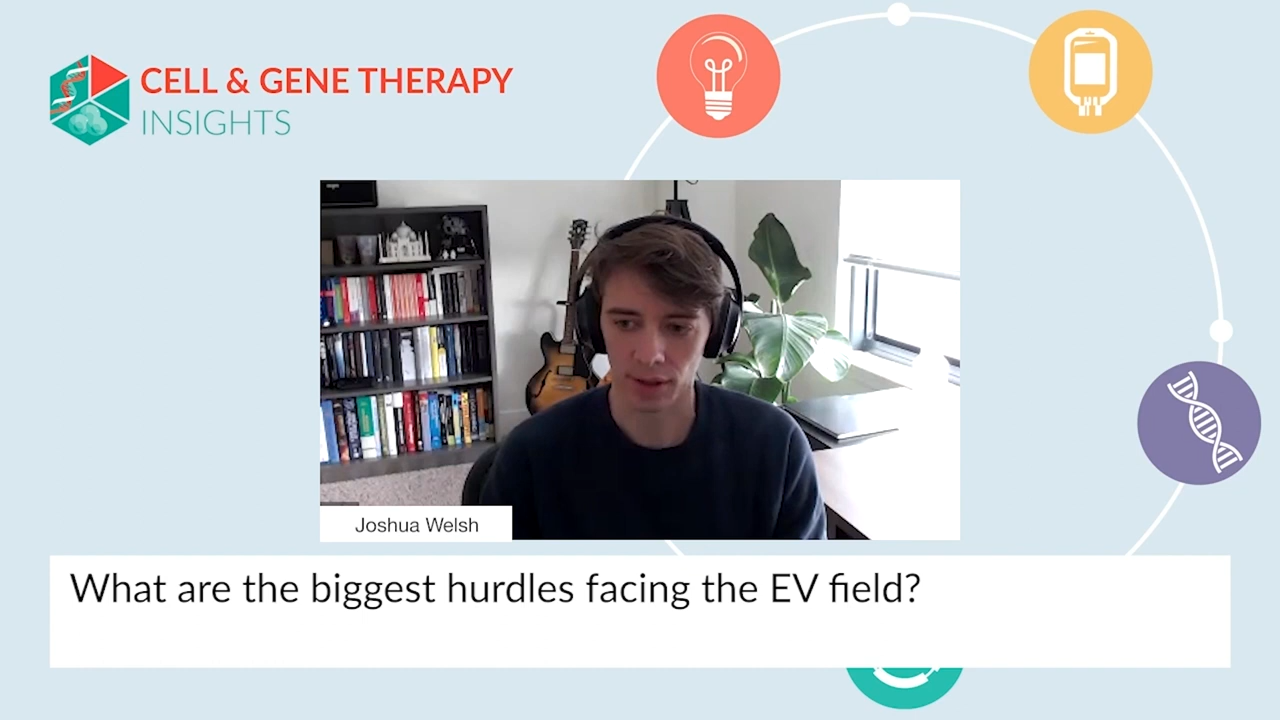 CELL & GENE THERAPY
INSIGHTS
Joshua Welsh
What are the biggest hurdles facing the EV field?